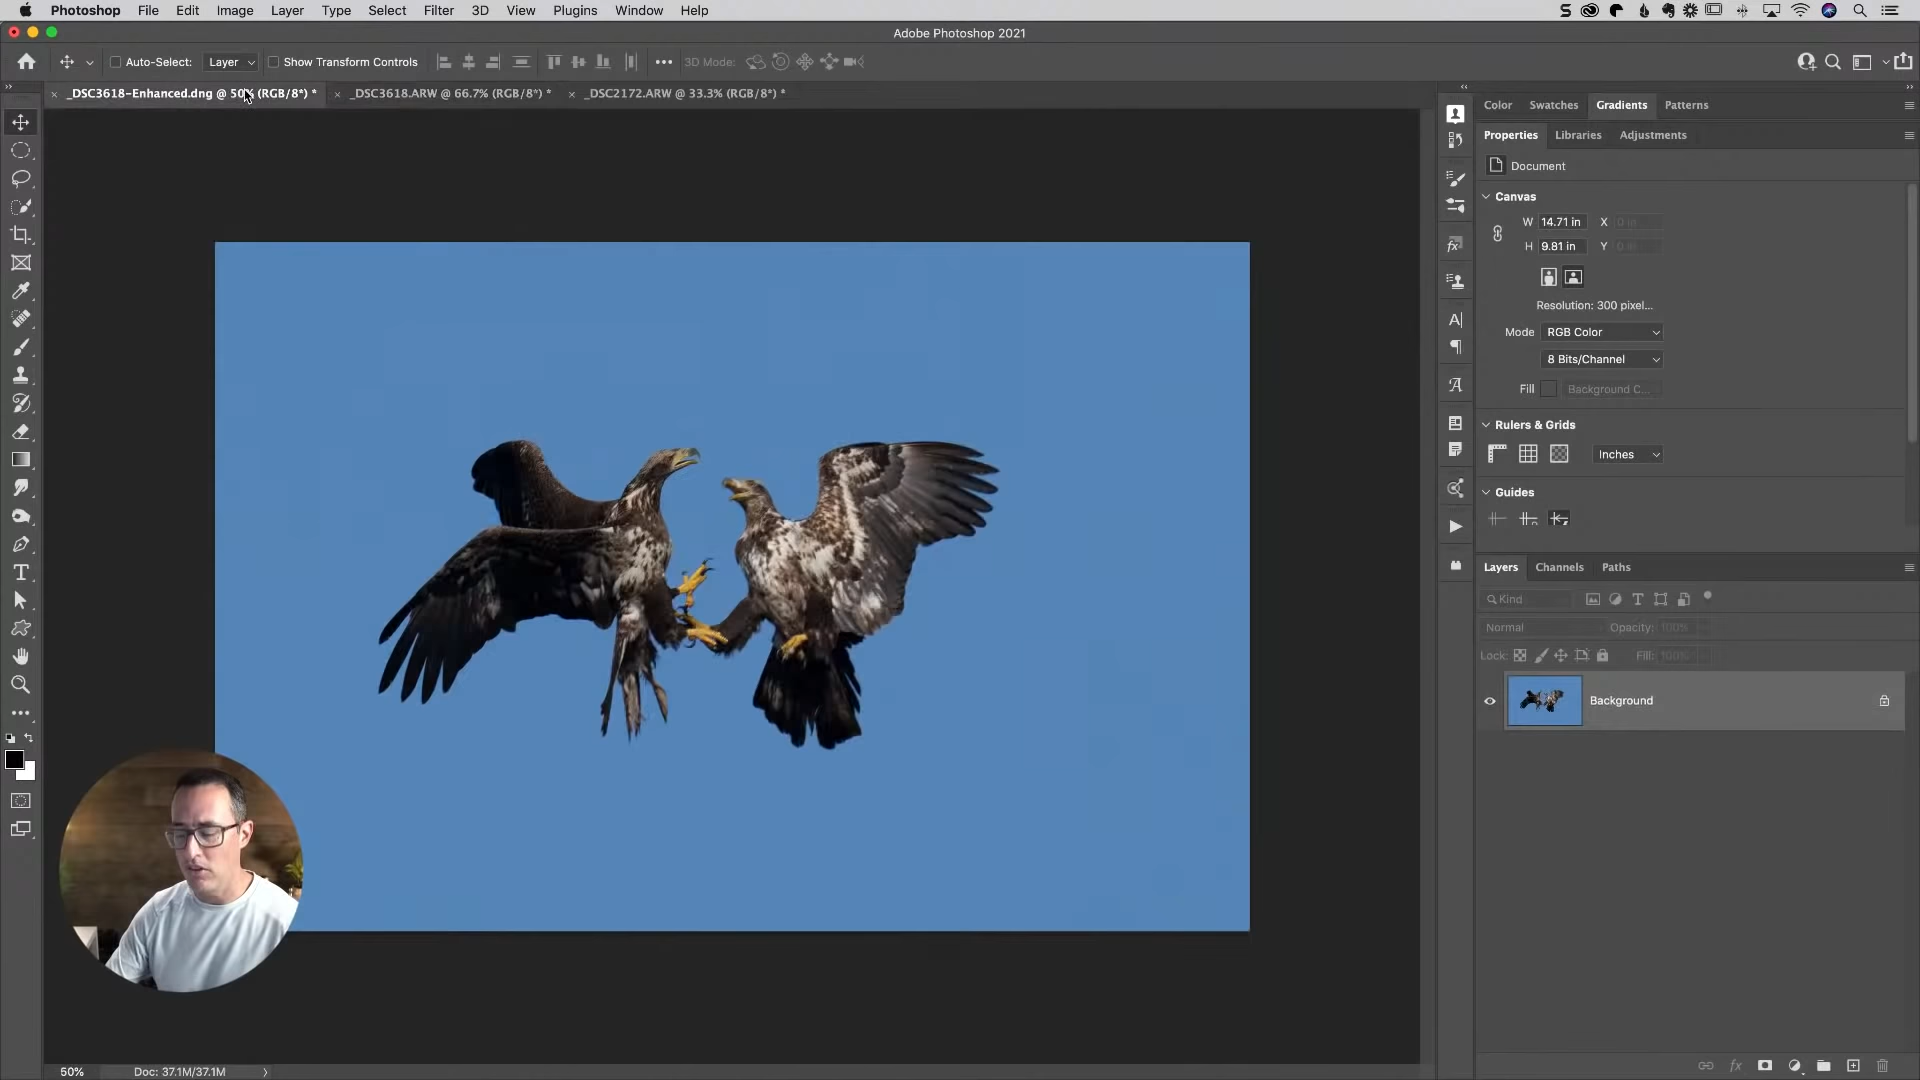 Photoshop File Edit Image Layer Type Select Filter 3D View Plugins Window Help
Adobe Photoshop 2021
Auto-Select: Layer Show Transform Controls 3D Mode:
_DSC3618-Enhanced.dng @ 50% (RGB/8*) * _DSC3618.ARW @ 66.7% (RGB/8*) * _DSC2172.ARW @ 33.3% (RGB/8*) *
Color Swatches Gradients Patterns
Properties Libraries Adjustments
Document
Canvas
W 14.71 in X 0 in
H 9.81 in Y 0 in
Resolution: 300 pixel...
Mode RGB Color
8 Bits/Channel
Fill Background C...
Rulers & Grids
Inches
Guides
Layers Channels Paths
Kind
Normal Opacity: 100%
Lock: Fill: 100%
Background
50% Doc: 37.1M/37.1M